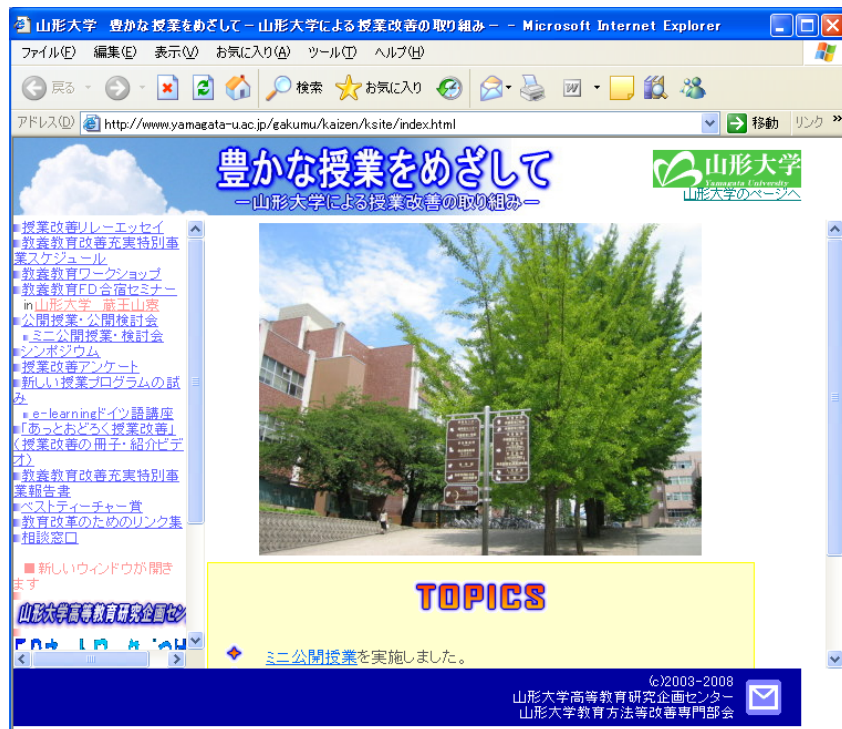 山形大学 豊かな授業をめざして－山形大学による授業改善の取り組み－ - Microsoft Internet Explorer
ファイル(F) 編集(E) 表示(V) お気に入り(A) ツール(T) ヘルプ(H)
戻る 検索 お気に入り
アドレス(D) http://www.yamagata-u.ac.jp/gakumu/kaizen/ksite/index.html 移動 リンク »
豊かな授業をめざして
－山形大学による授業改善の取り組み－
山形大学
Yamagata University
山形大学のページへ
■授業改善リレーエッセイ
■教養教育改善充実特別事
業スケジュール
■教養教育ワークショップ
■教養教育FD合宿セミナー
in山形大学 蔵王山寮
■公開授業・公開検討会
■ミニ公開授業・検討会
■シンポジウム
■授業改善アンケート
■新しい授業プログラムの試
み
■e-learningドイツ語講座
■「あっとおどろく授業改善」
(授業改善の冊子・紹介ビデ
オ)
■教養教育改善充実特別事
業報告書
■ベストティーチャー賞
■教育改革のためのリンク集
■相談窓口
■新しいウィンドウが開き
ます
山形大学高等教育研究企画セン
TOPICS
ミニ公開授業を実施しました。
(c)2003-2008
山形大学高等教育研究企画センター
山形大学教育方法等改善専門部会